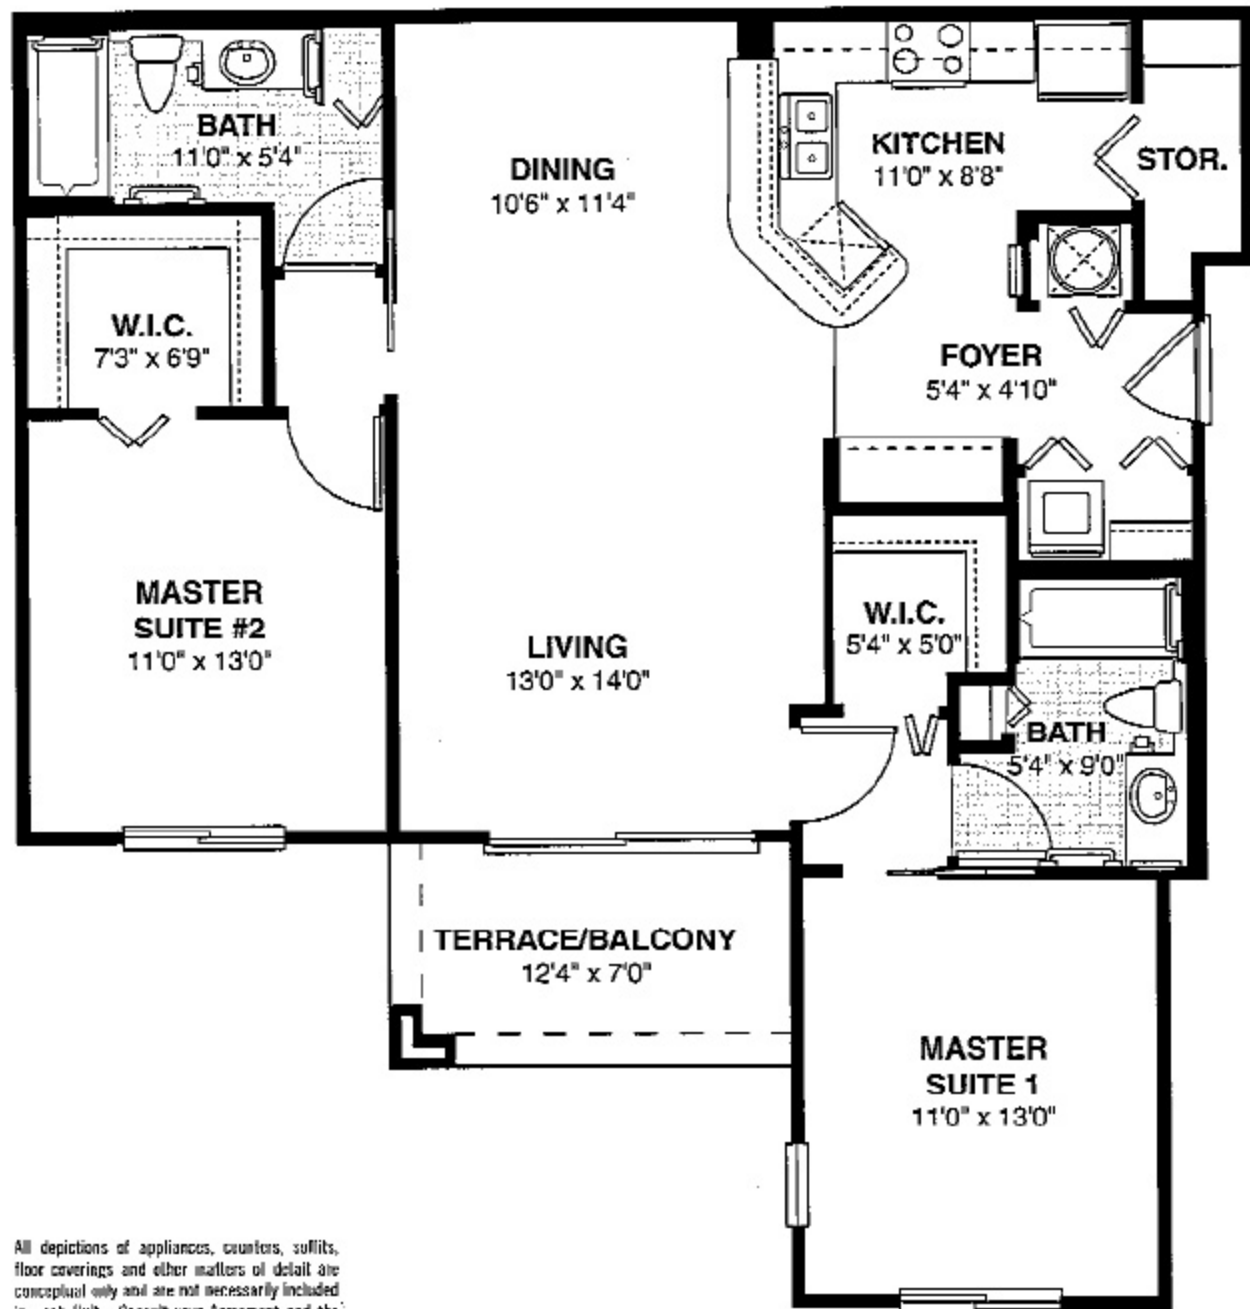 BATH
11'0" x 5'4"
DINING
10'6" x 11'4"
KITCHEN
11'0" x 8'8"
STOR.
W.I.C.
7'3" x 6'9"
FOYER
5'4" x 4'10"
MASTER
SUITE #2
11'0" x 13'0"
LIVING
13'0" x 14'0"
W.I.C.
5'4" x 5'0"
BATH
5'4" x 9'0"
TERRACE/BALCONY
12'4" x 7'0"
MASTER
SUITE 1
11'0" x 13'0"
All depictions of appliances, counters, soffits,
floor coverings and other matters of detail are
conceptual only and are not necessarily included